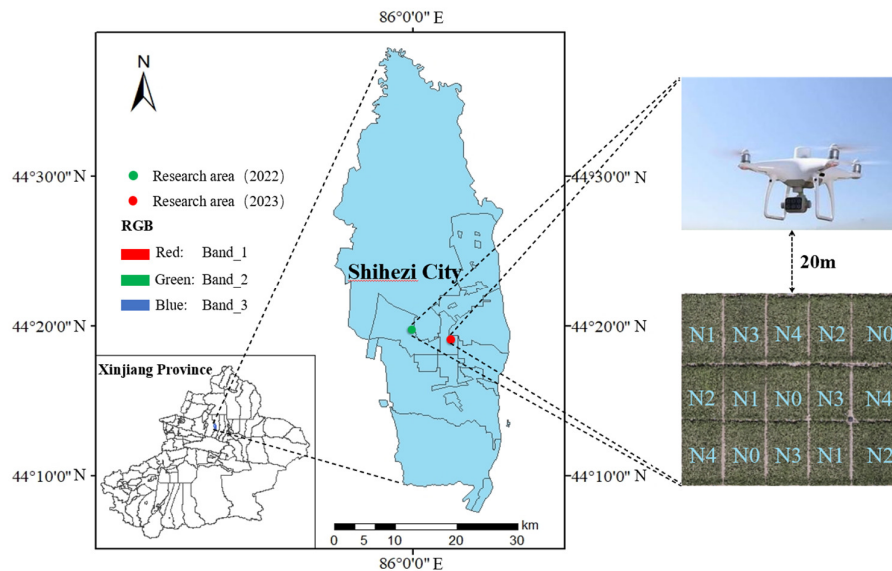 86°0'0" E
N
44°30'0" N
44°30'0" N
Research area (2022)
Research area (2023)
RGB
Red: Band_1
Green: Band_2
Blue: Band_3
Shihezi City
20m
44°20'0" N
44°20'0" N
N1 N3 N4 N2 N0
N2 N1 N0 N3 N4
N4 N0 N3 N1 N2
Xinjiang Province
44°10'0" N
44°10'0" N
km
0 10 20 30
86°0'0" E